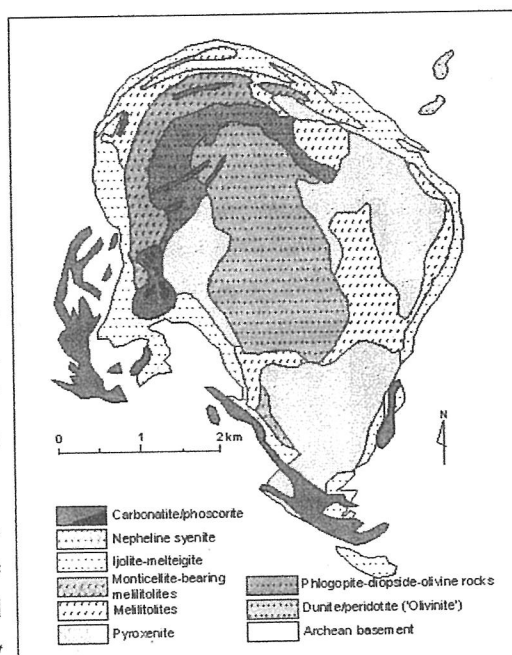 N
0 1 2 km
Carbonatite/phoscorite
Nepheline syenite
Ijolite-melteigite
Monticellite-bearing
melilitolites
Melilitolites
Pyroxenite
Phlogopite-diopside-olivine rocks
Dunite/peridotite ('Olivinite')
Archean basement